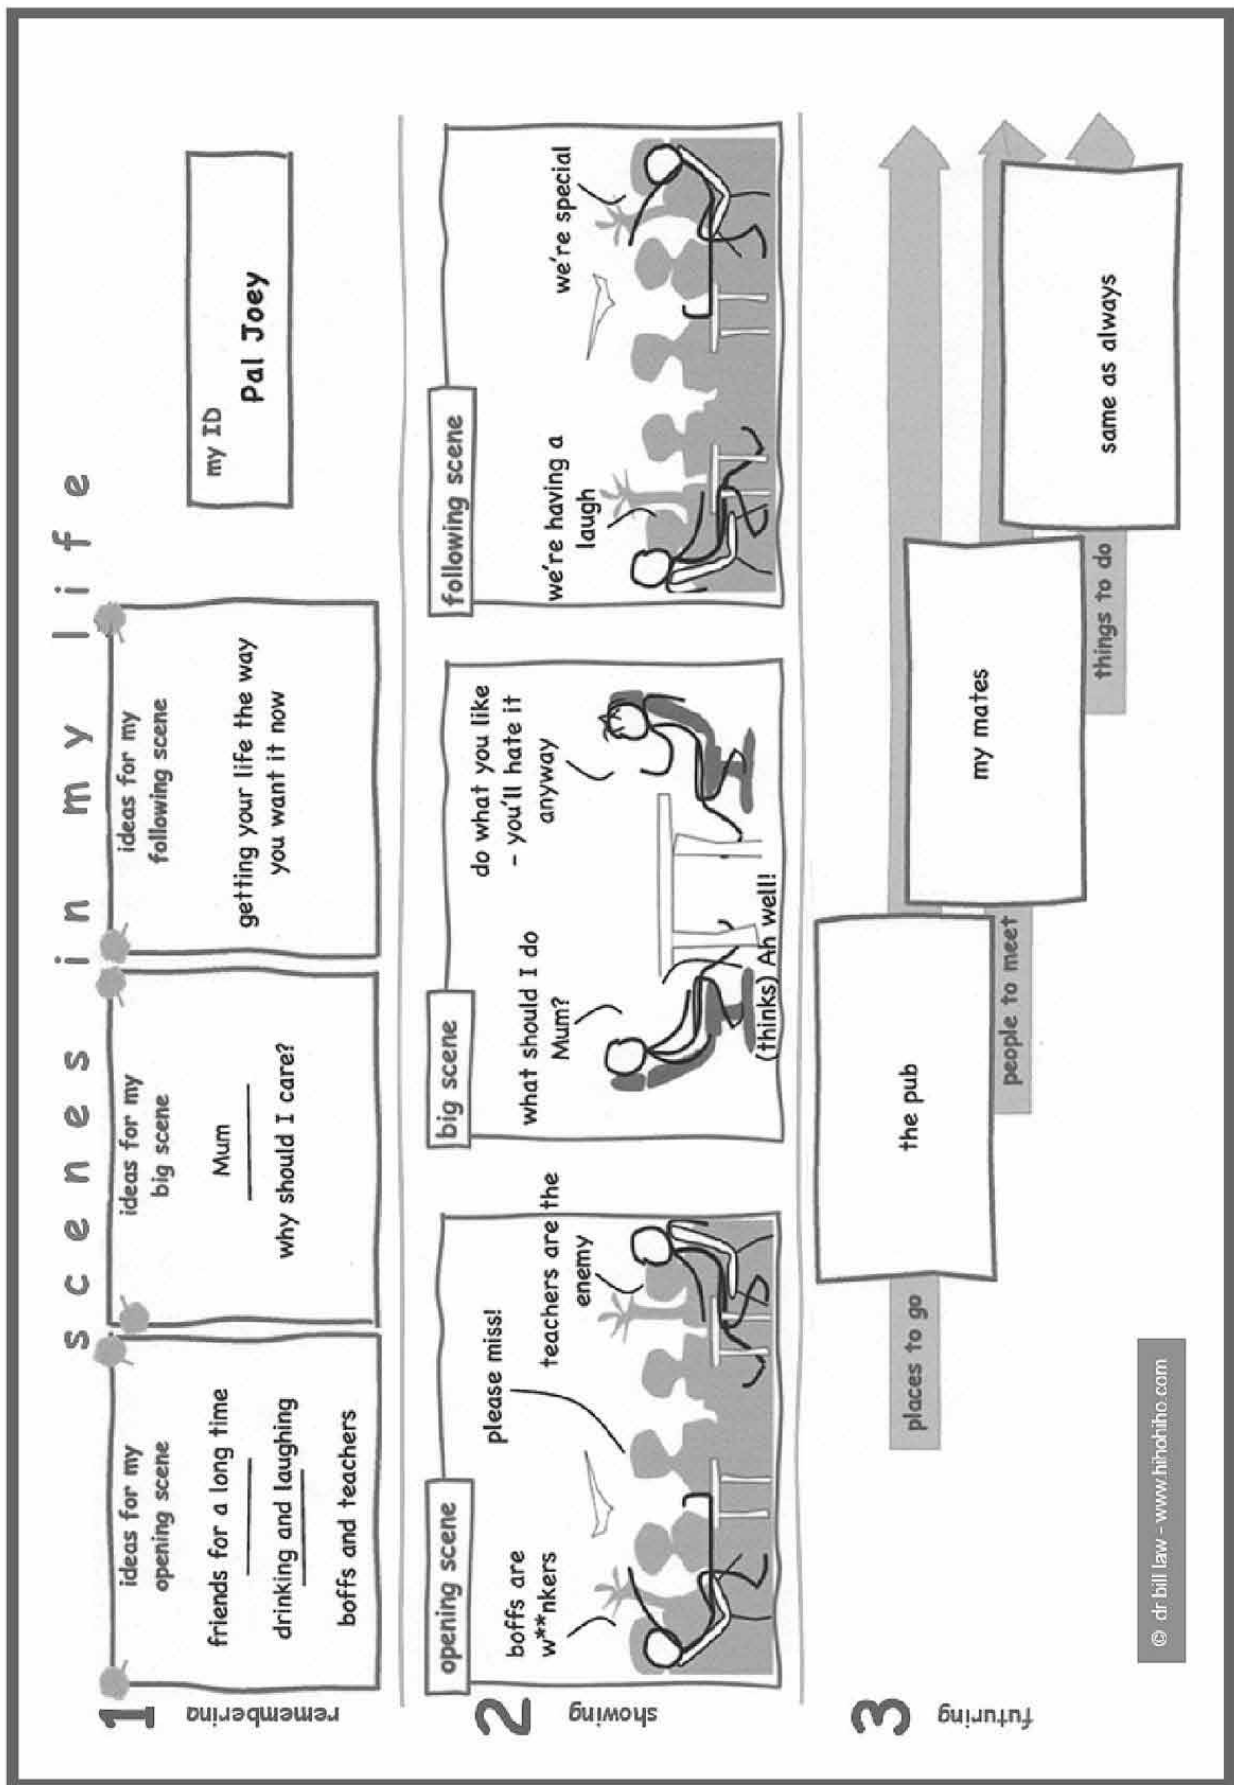 scenes in my life
my ID
Pal Joey
1
remembering
ideas for my
opening scene
friends for a long time
drinking and laughing
boffs and teachers
ideas for my
big scene
Mum
why should I care?
ideas for my
following scene
getting your life the way
you want it now
2
showing
opening scene
boffs are
w**nkers
please miss!
teachers are the
enemy
big scene
what should I do
Mum?
do what you like
– you'll hate it
anyway
(thinks) Ah well!
following scene
we're having a
laugh
we're special
3
futuring
places to go
the pub
people to meet
my mates
things to do
same as always
© dr bill law - www.hihohiho.com